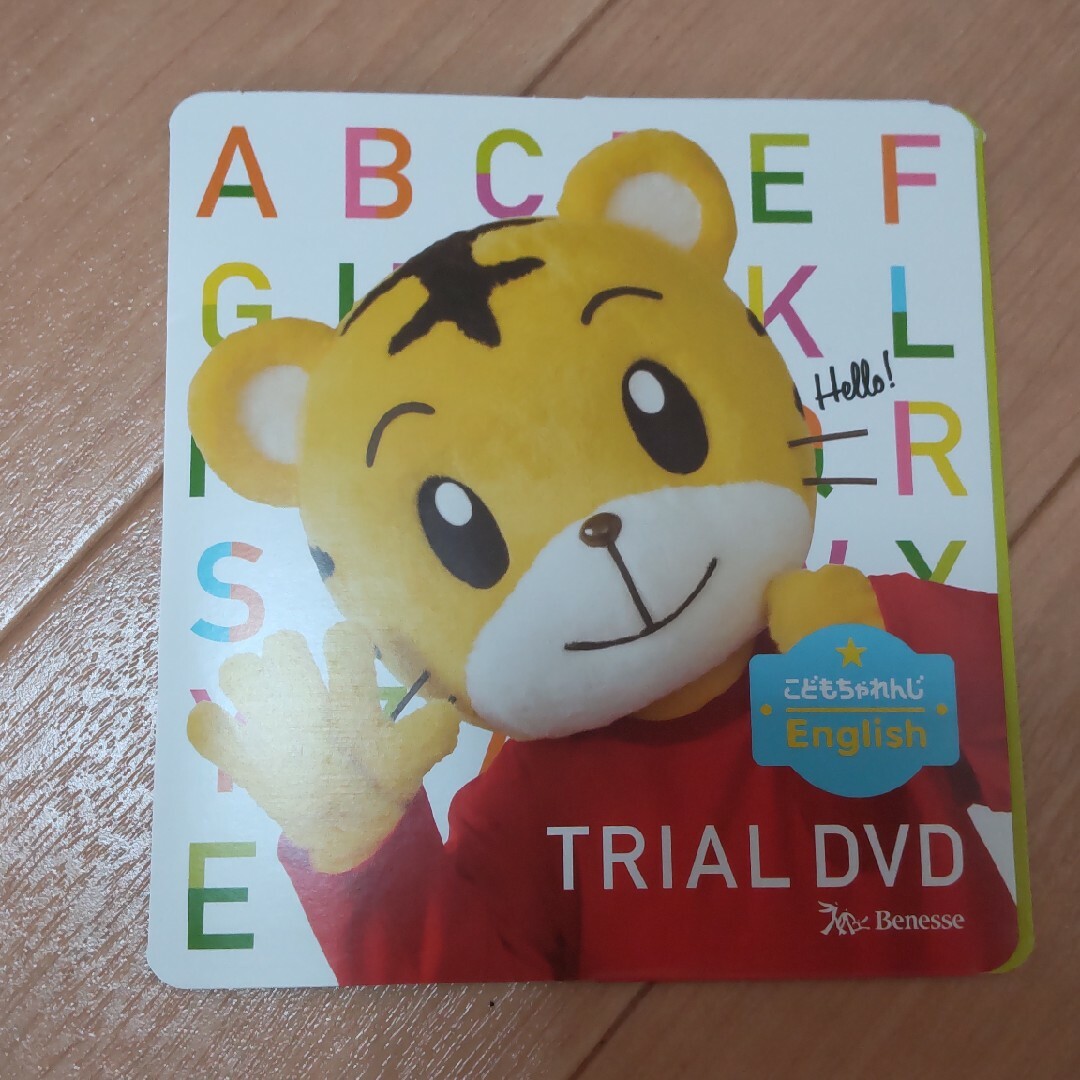 A B C E F
G K L
Hello!
R
S Y
こどもちゃれんじ
English
E
TRIAL DVD
Benesse